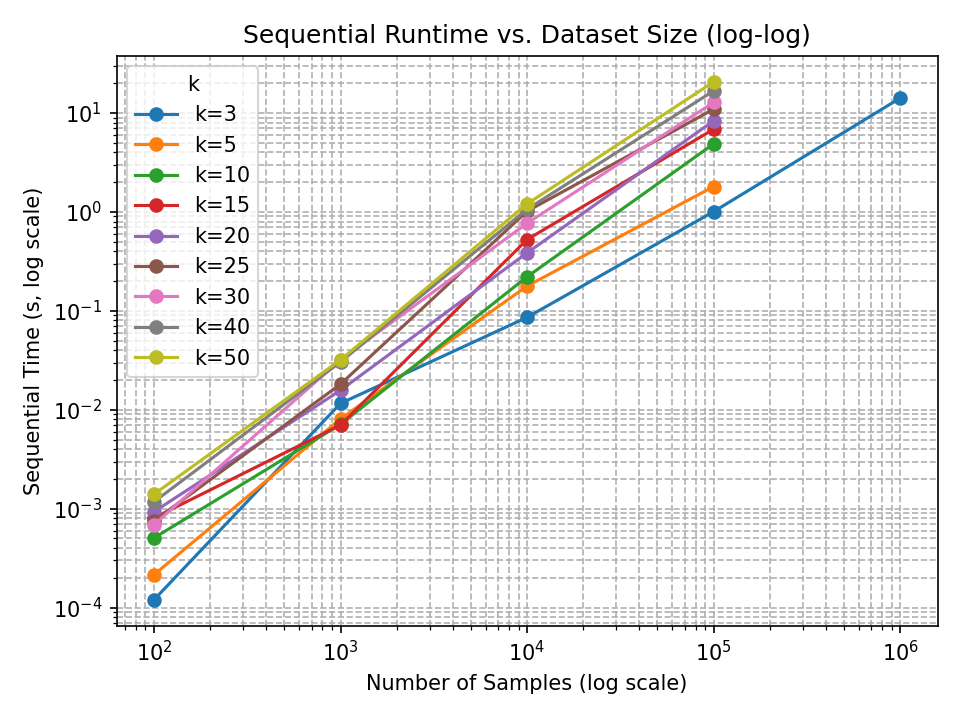 Sequential Runtime vs. Dataset Size (log-log)
k
k=3
k=5
k=10
k=15
k=20
k=25
k=30
k=40
k=50
Sequential Time (s, log scale)
10¹
10⁰
10⁻¹
10⁻²
10⁻³
10⁻⁴
10² 10³ 10⁴ 10⁵ 10⁶
Number of Samples (log scale)